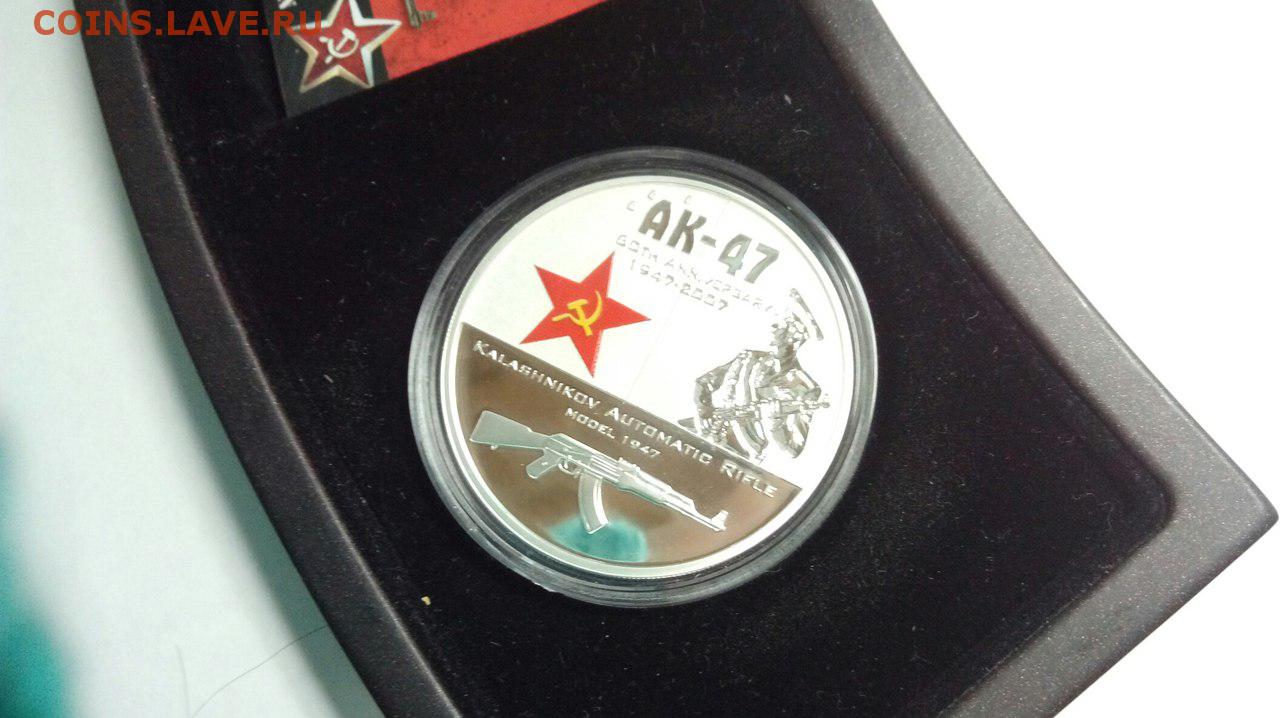 COINS.LAVE.RU
AK-47
60TH ANNIVERSARY
1947-2007
KALASHNIKOV AUTOMATIC RIFLE
MODEL 1947